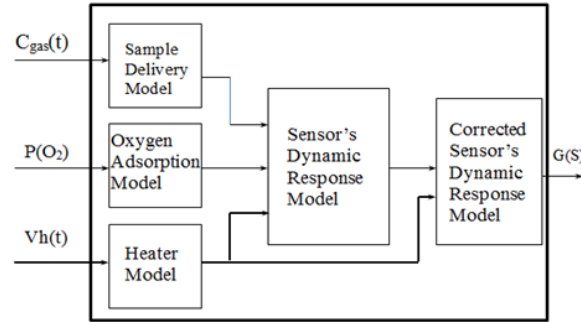 C_gas(t)
Sample
Delivery
Model
P(O₂)
Oxygen
Adsorption
Model
Vh(t)
Heater
Model
Sensor's
Dynamic
Response
Model
Corrected
Sensor's
Dynamic
Response
Model
G(S)